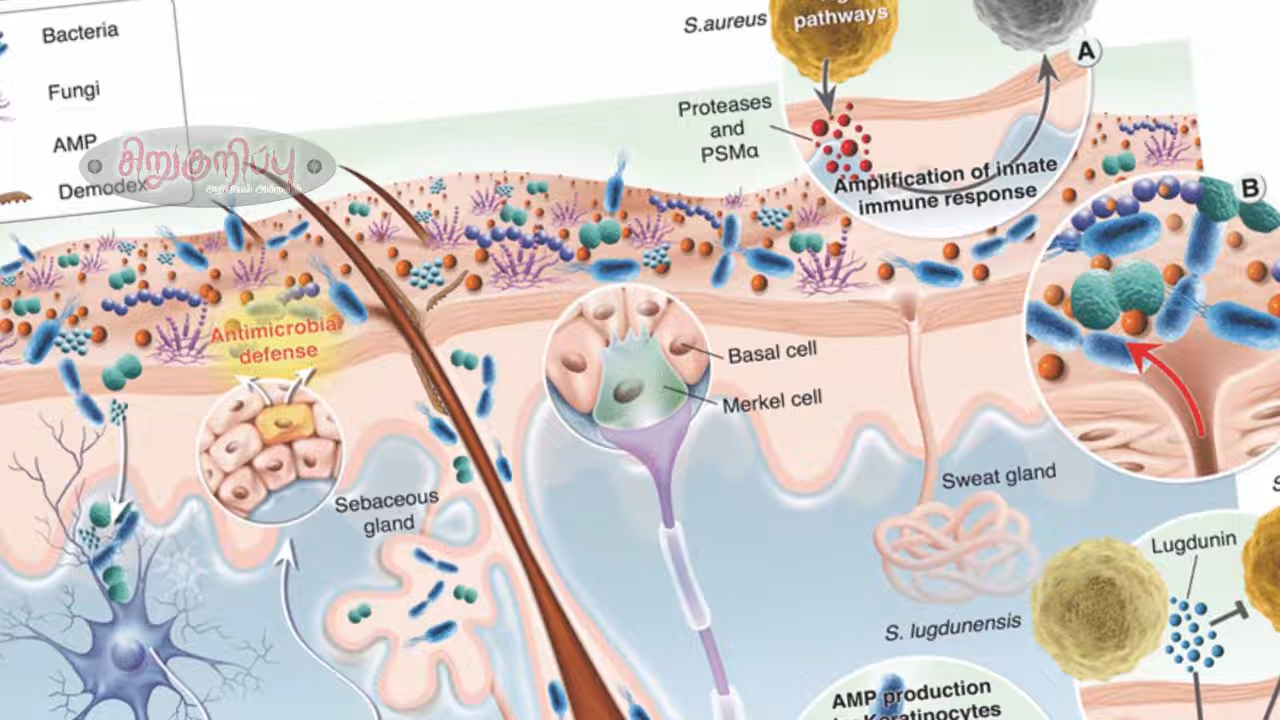 Bacteria
Fungi
AMP
Demodex
சிறுகுறிப்பு
S.aureus
pathways
Proteases
and
PSMα
A
Amplification of innate
immune response
B
Antimicrobial
defense
Basal cell
Merkel cell
Sebaceous
gland
Sweat gland
Lugdunin
S. lugdunensis
AMP production
Keratinocytes